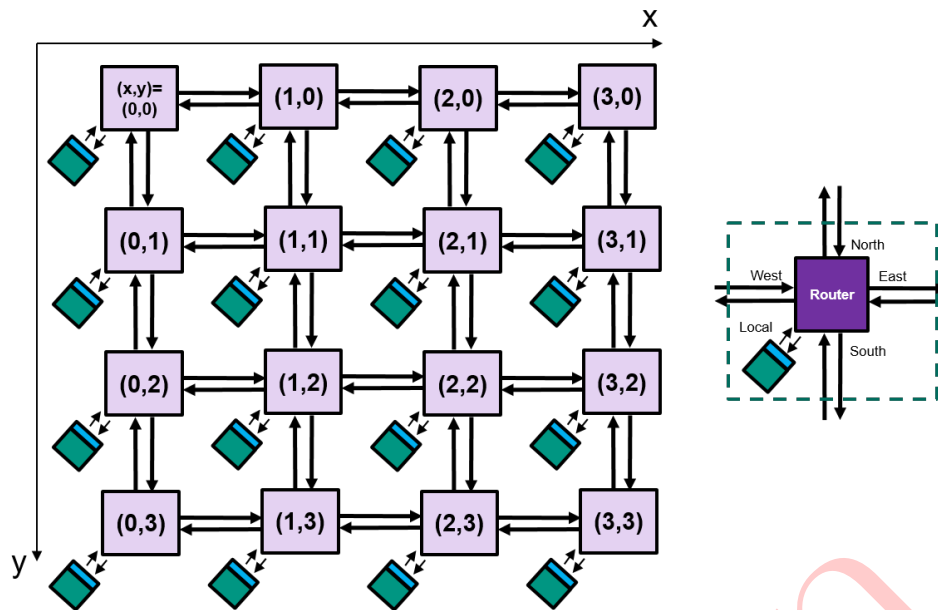 x
(x,y)=
(0,0)
(1,0)
(2,0)
(3,0)
(0,1)
(1,1)
(2,1)
(3,1)
(0,2)
(1,2)
(2,2)
(3,2)
(0,3)
(1,3)
(2,3)
(3,3)
y
North
West
East
Router
Local
South